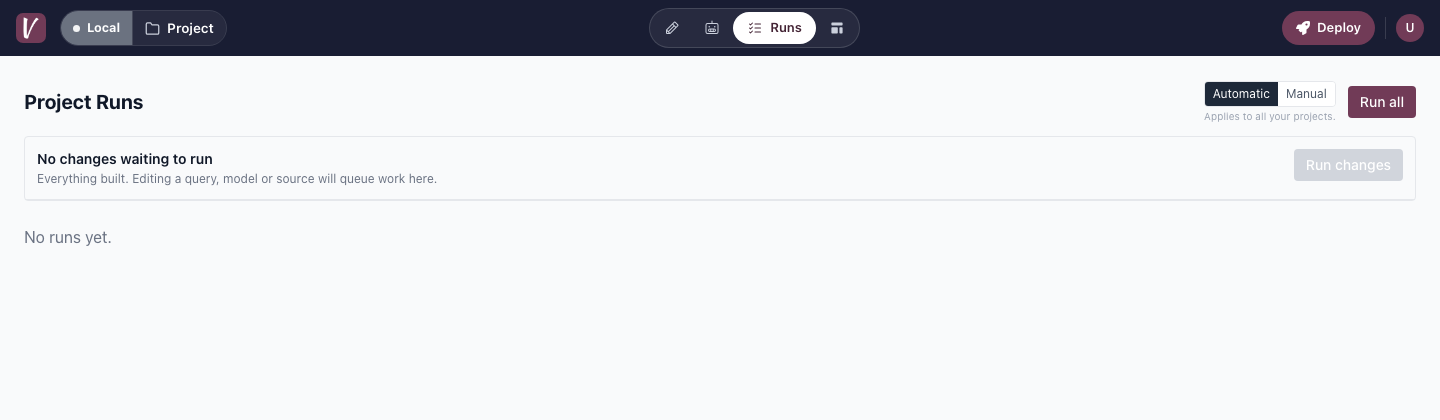 V
Local
Project
Runs
Deploy
U
Project Runs
Automatic
Manual
Applies to all your projects.
Run all
No changes waiting to run
Everything built. Editing a query, model or source will queue work here.
Run changes
No runs yet.